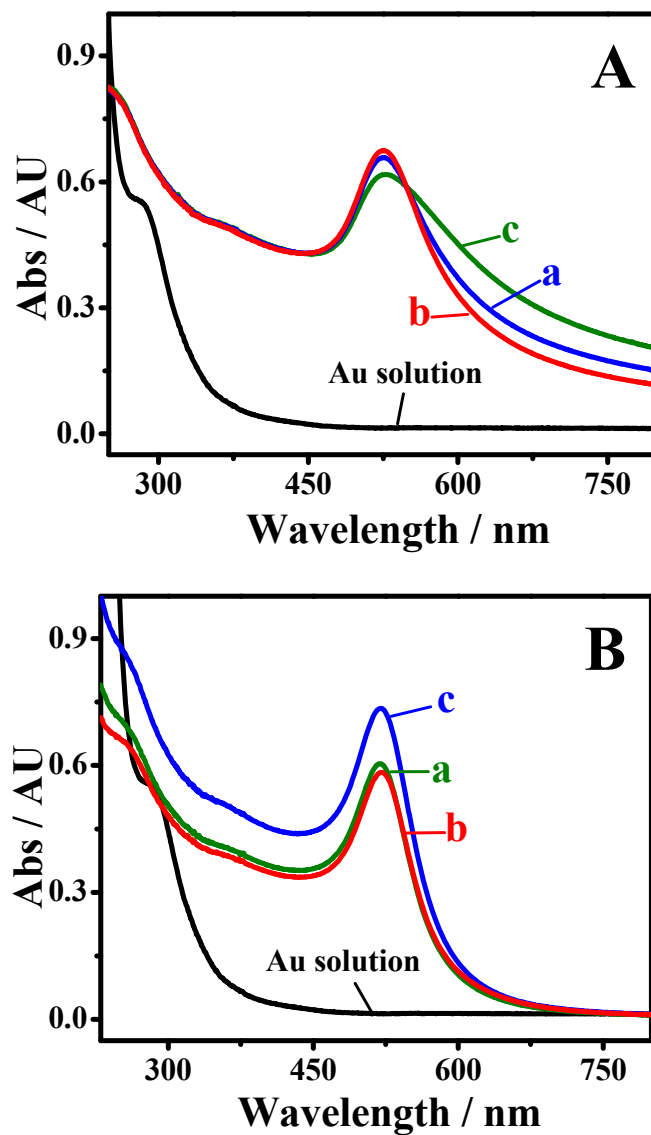 A
Abs / AU
0.9
0.6
0.3
0.0
c
a
b
Au solution
300 450 600 750
Wavelength / nm
B
Abs / AU
0.9
0.6
0.3
0.0
c
a
b
Au solution
300 450 600 750
Wavelength / nm